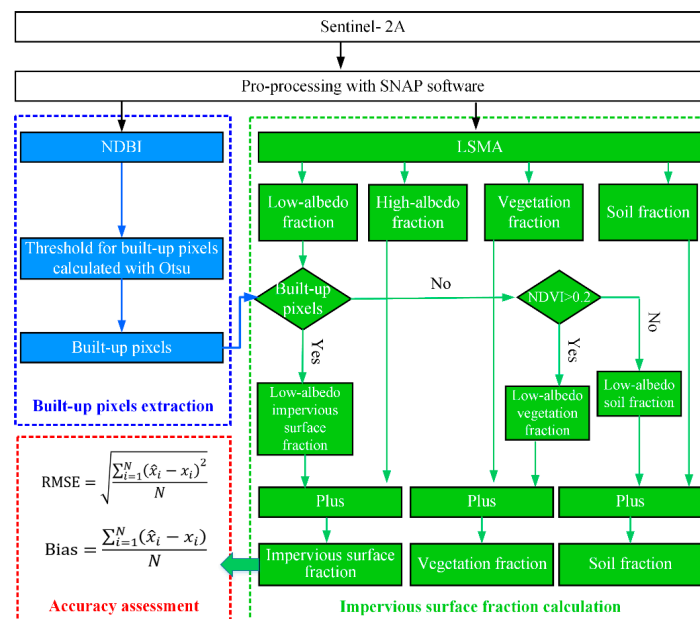 Sentinel- 2A
Pro-processing with SNAP software
NDBI
Threshold for built-up pixels
calculated with Otsu
Built-up pixels
Built-up pixels extraction
LSMA
Low-albedo
fraction
High-albedo
fraction
Vegetation
fraction
Soil fraction
Built-up
pixels
No
NDVI>0.2
Yes
Yes
No
Low-albedo
impervious
surface
fraction
Low-albedo
vegetation
fraction
Low-albedo
soil fraction
Plus
Plus
Plus
Impervious surface
fraction
Vegetation fraction
Soil fraction
Impervious surface fraction calculation
RMSE = √(∑ᵢ₌₁ᴺ(x̂ᵢ − xᵢ)² / N)
Bias = ∑ᵢ₌₁ᴺ(x̂ᵢ − xᵢ) / N
Accuracy assessment